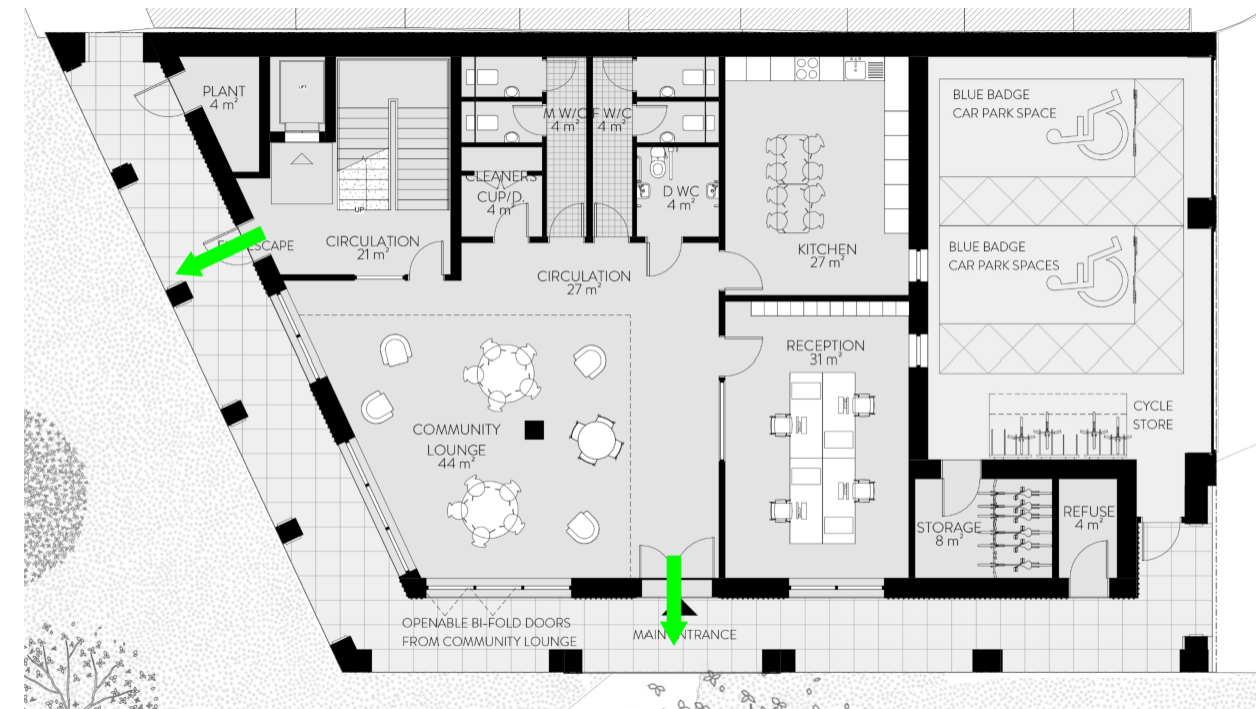 PLANT
4 m²
LIFT
UP
FIRE ESCAPE
CIRCULATION
21 m²
M W/C
4 m²
F W/C
4 m²
CLEANERS
CUP/D.
4 m²
D WC
4 m²
CIRCULATION
27 m²
KITCHEN
27 m²
BLUE BADGE
CAR PARK SPACE
BLUE BADGE
CAR PARK SPACES
RECEPTION
31 m²
CYCLE
STORE
COMMUNITY
LOUNGE
44 m²
STORAGE
8 m²
REFUSE
4 m²
OPENABLE BI-FOLD DOORS
FROM COMMUNITY LOUNGE
MAIN ENTRANCE